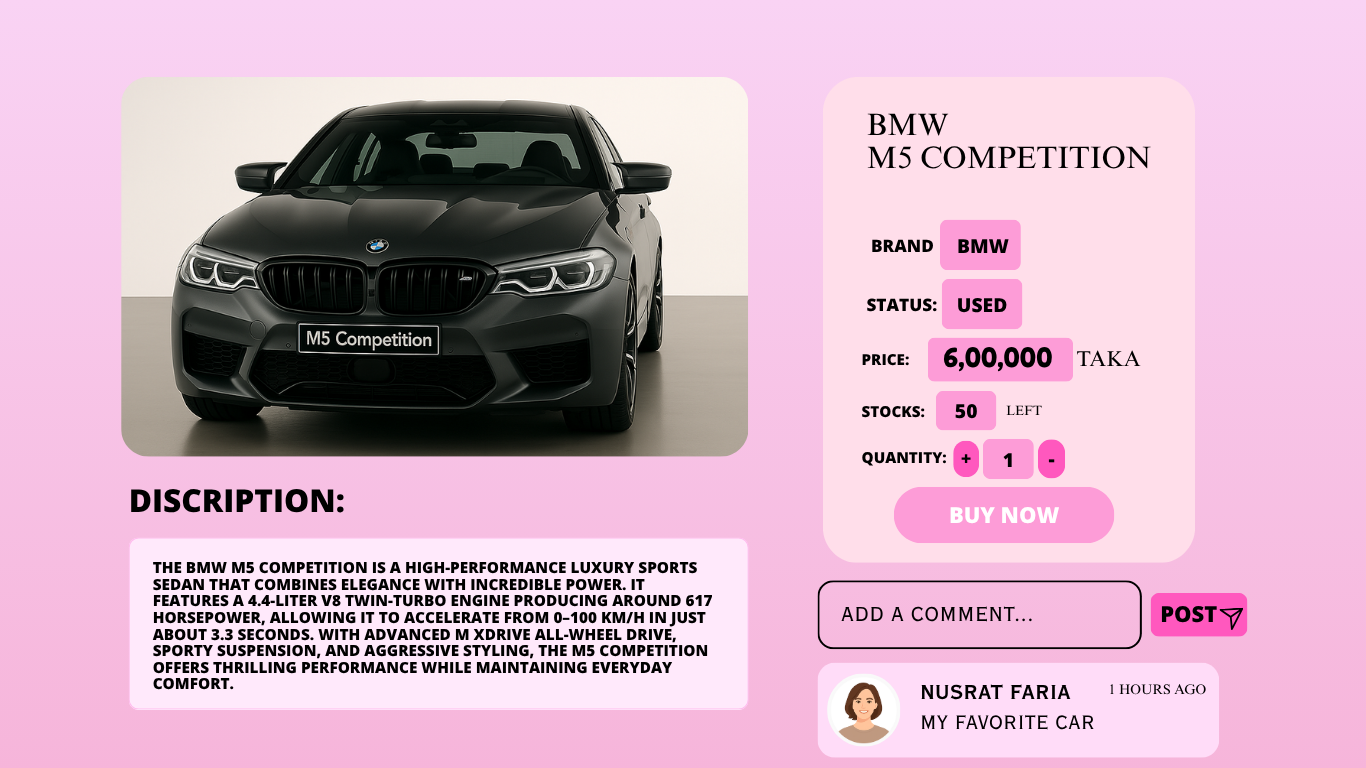 M5 Competition
DISCRIPTION:
THE BMW M5 COMPETITION IS A HIGH-PERFORMANCE LUXURY SPORTS
SEDAN THAT COMBINES ELEGANCE WITH INCREDIBLE POWER. IT
FEATURES A 4.4-LITER V8 TWIN-TURBO ENGINE PRODUCING AROUND 617
HORSEPOWER, ALLOWING IT TO ACCELERATE FROM 0–100 KM/H IN JUST
ABOUT 3.3 SECONDS. WITH ADVANCED M XDRIVE ALL-WHEEL DRIVE,
SPORTY SUSPENSION, AND AGGRESSIVE STYLING, THE M5 COMPETITION
OFFERS THRILLING PERFORMANCE WHILE MAINTAINING EVERYDAY
COMFORT.
BMW
M5 COMPETITION
BRAND BMW
STATUS: USED
PRICE: 6,00,000 TAKA
STOCKS: 50 LEFT
QUANTITY: + 1 -
BUY NOW
ADD A COMMENT... POST
NUSRAT FARIA 1 HOURS AGO
MY FAVORITE CAR